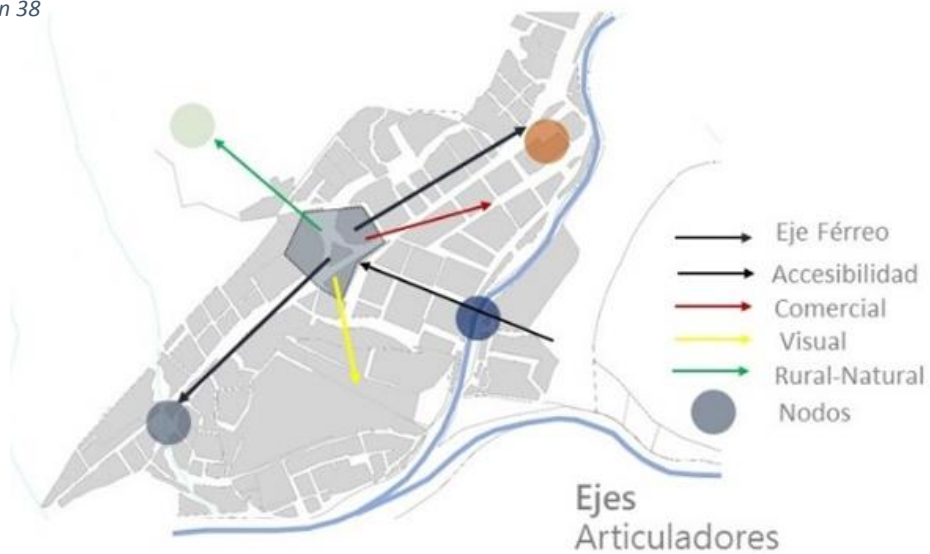 n 38
Eje Férreo
Accesibilidad
Comercial
Visual
Rural-Natural
Nodos
Ejes
Articuladores